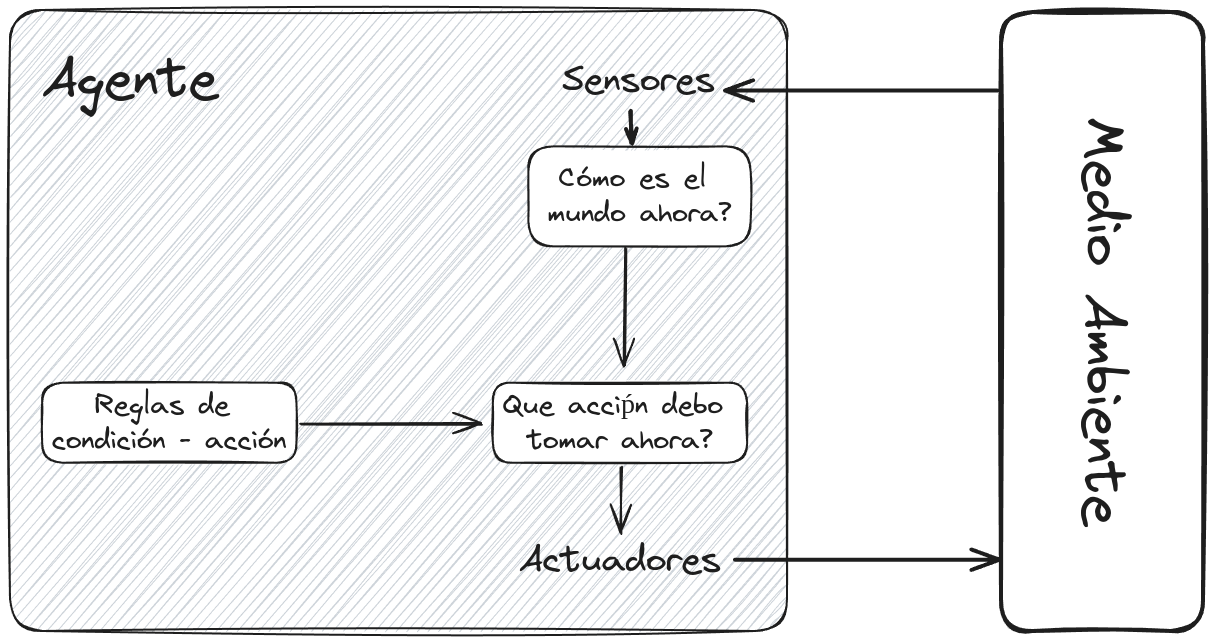 Agente
Sensores
Cómo es el
mundo ahora?
Reglas de
condición - acción
Que acciṕn debo
tomar ahora?
Actuadores
Medio Ambiente